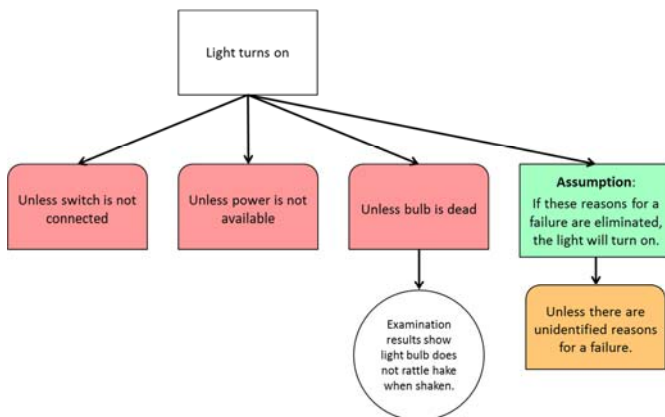 Light turns on
Unless switch is not
connected
Unless power is not
available
Unless bulb is dead
Assumption:
If these reasons for a
failure are eliminated,
the light will turn on.
Examination
results show
light bulb does
not rattle hake
when shaken.
Unless there are
unidentified reasons
for a failure.